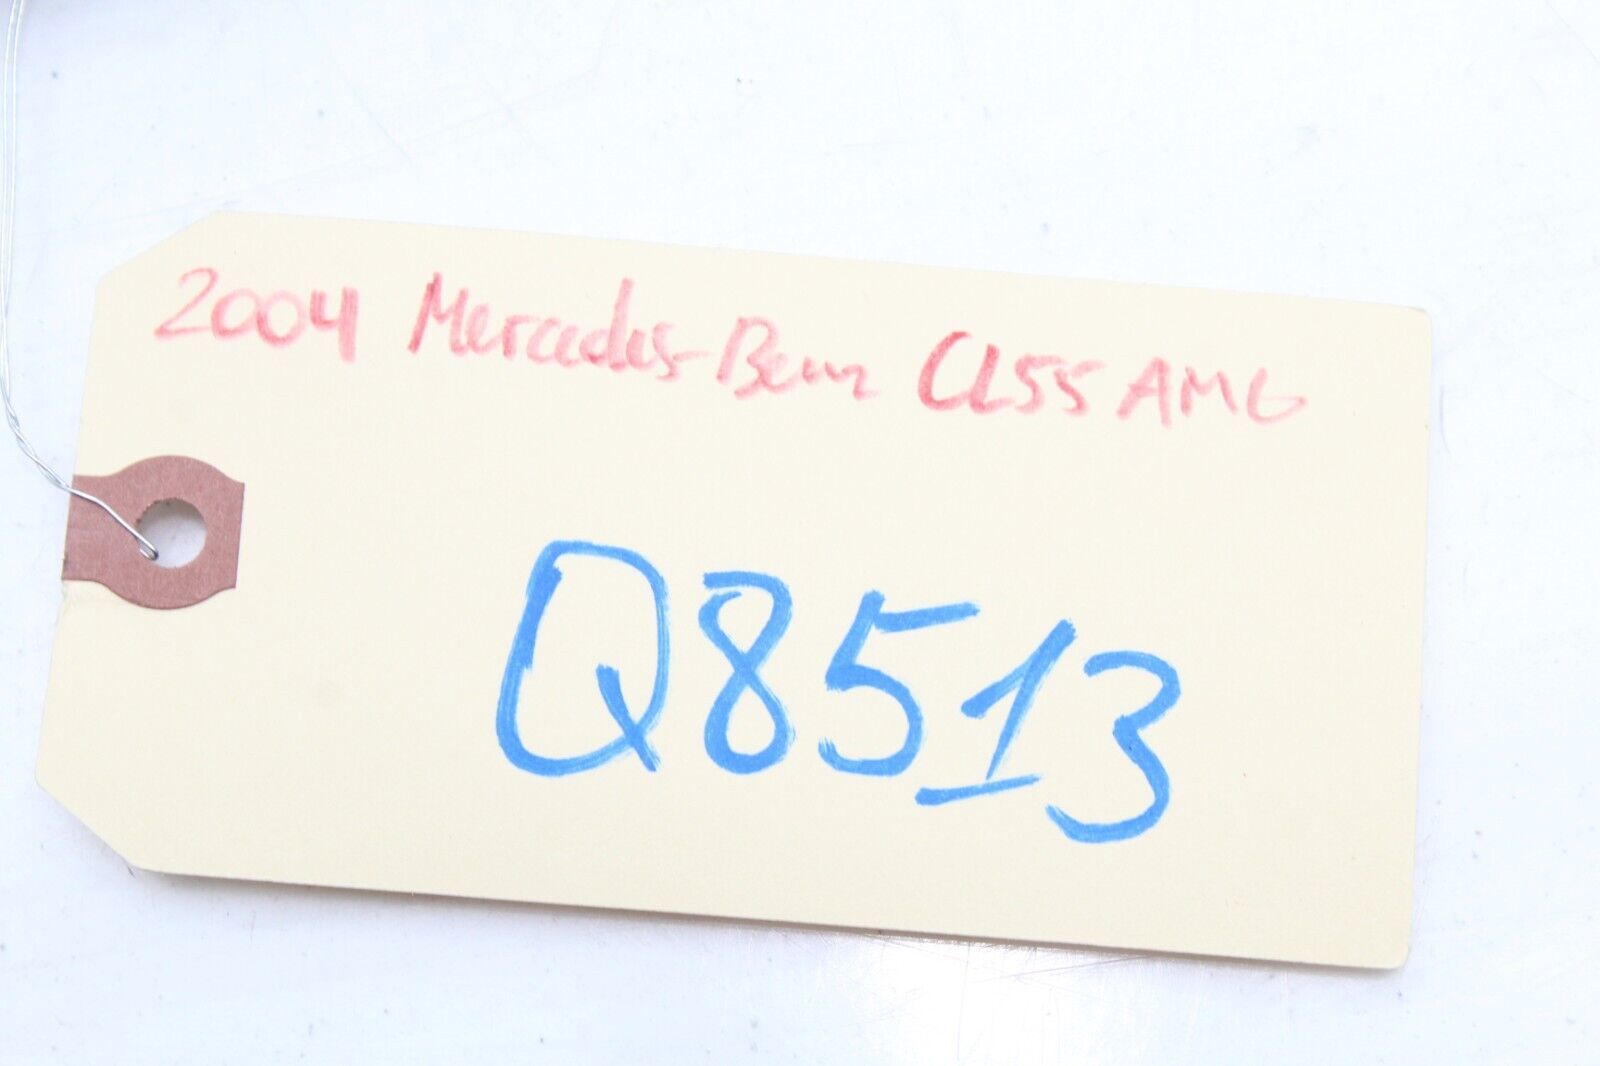 2004 Mercedes-Benz CL55 AMG
Q8513